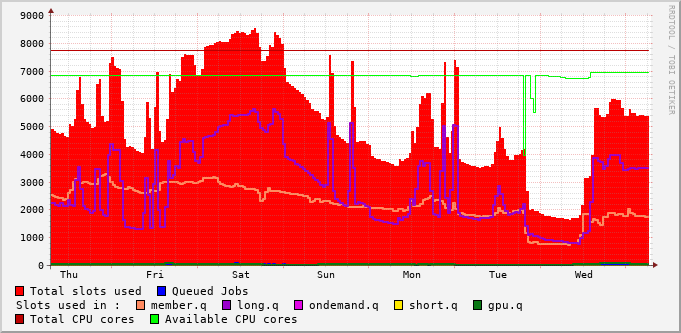 9000
8000
7000
6000
5000
4000
3000
2000
1000
0
Thu Fri Sat Sun Mon Tue Wed
RRDTOOL / TOBI OETIKER
Total slots used Queued Jobs
Slots used in : member.q long.q ondemand.q short.q gpu.q
Total CPU cores Available CPU cores